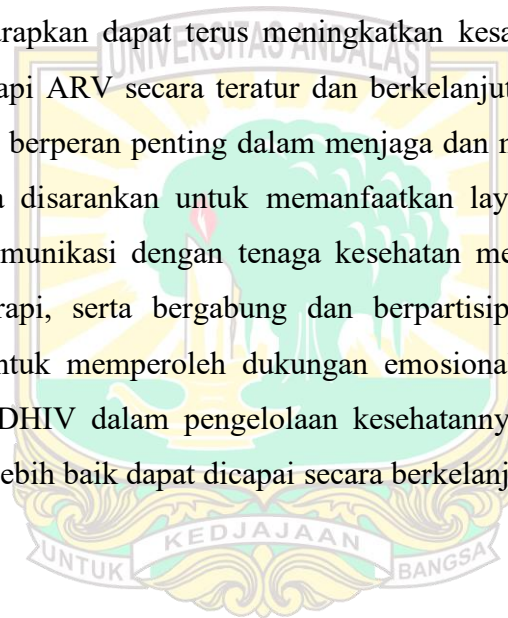 UNIVERSITAS ANDALAS
rapkan dapat terus meningkatkan kesa
api ARV secara teratur dan berkelanjut
berperan penting dalam menjaga dan
disarankan untuk memanfaatkan lay
munikasi dengan tenaga kesehatan me
rapi, serta bergabung dan berpartisip
ntuk memperoleh dukungan emosiona
DHIV dalam pengelolaan kesehatanny
lebih baik dapat dicapai secara berkelanj
KEDJAJAAN
UNTUK BANGSA